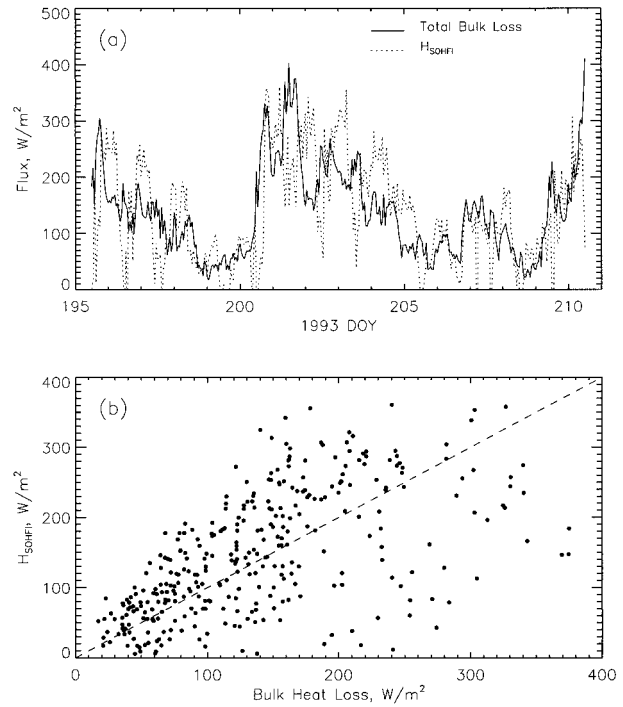 500
(a)
Total Bulk Loss
H_SOHFI
400
300
200
100
0
Flux, W/m²
195 200 205 210
1993 DOY
400
(b)
300
200
100
0
H_SOHFI, W/m²
0 100 200 300 400
Bulk Heat Loss, W/m²